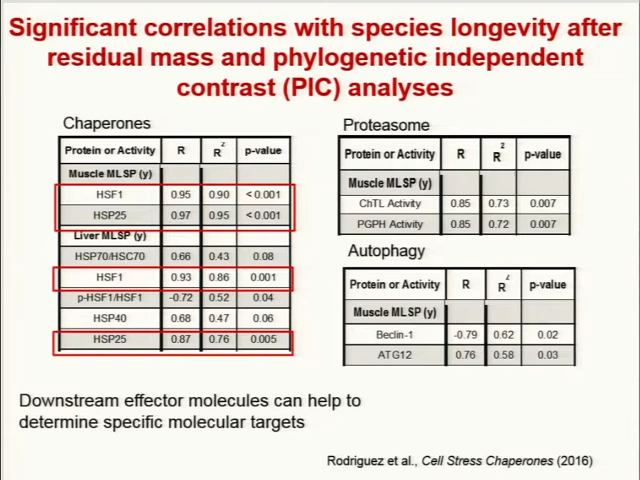 Significant correlations with species longevity after
residual mass and phylogenetic independent
contrast (PIC) analyses
Chaperones
Protein or Activity R R² p-value
Muscle MLSP (y)
HSF1 0.95 0.90 <0.001
HSP25 0.97 0.95 <0.001
Liver MLSP (y)
HSP70/HSC70 0.66 0.43 0.08
HSF1 0.93 0.86 0.001
p-HSF1/HSF1 -0.72 0.52 0.04
HSP40 0.68 0.47 0.06
HSP25 0.87 0.76 0.005
Proteasome
Protein or Activity R R² p-value
Muscle MLSP (y)
ChTL Activity 0.85 0.73 0.007
PGPH Activity 0.85 0.72 0.007
Autophagy
Protein or Activity R R² p-value
Muscle MLSP (y)
Beclin-1 -0.79 0.62 0.02
ATG12 0.76 0.58 0.03
Downstream effector molecules can help to
determine specific molecular targets
Rodriguez et al., Cell Stress Chaperones (2016)